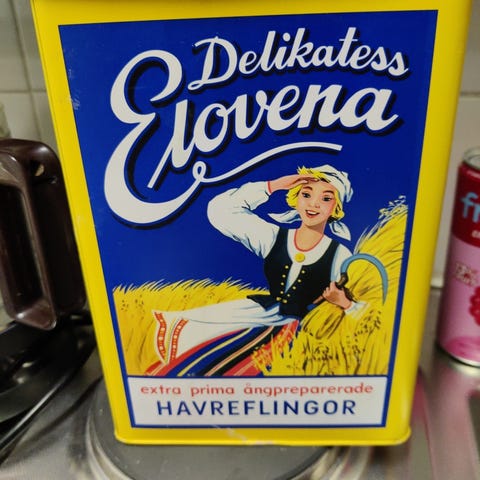 Delikatess
Elovena
extra prima ångpreparerade
HAVREFLINGOR